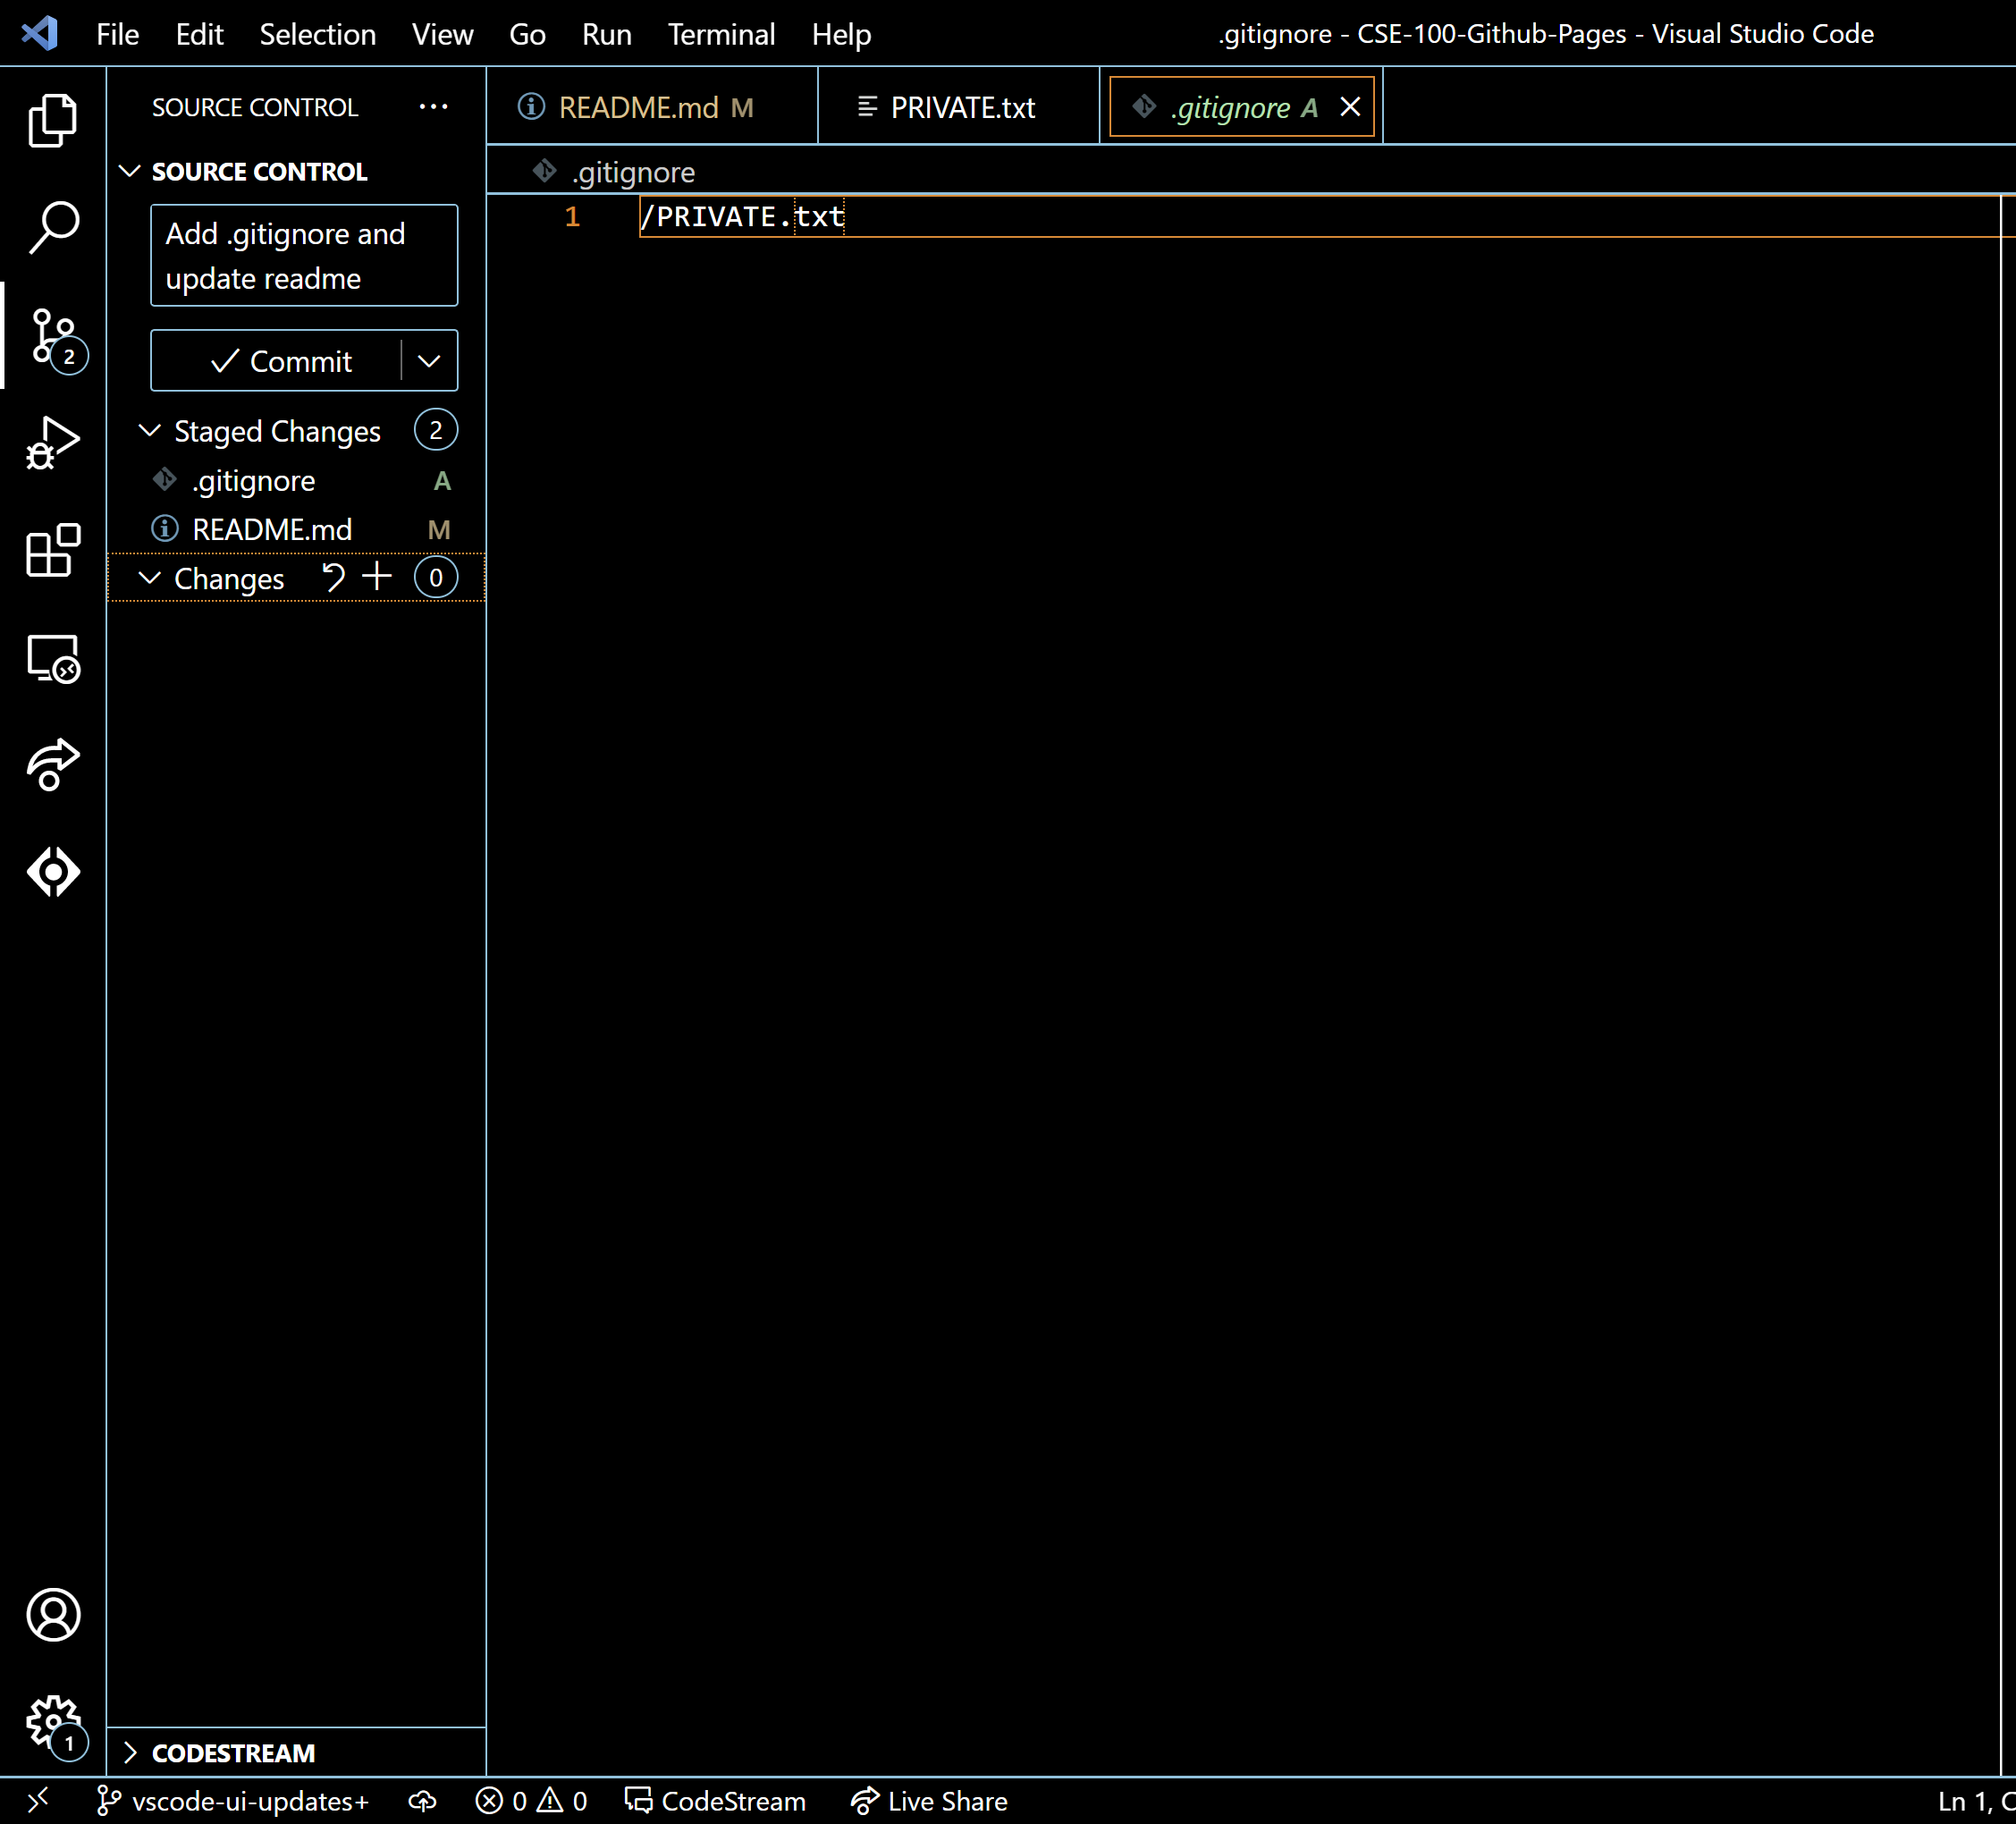 File Edit Selection View Go Run Terminal Help
.gitignore - CSE-100-Github-Pages - Visual Studio Code
SOURCE CONTROL ···
SOURCE CONTROL
Add .gitignore and
update readme
Commit
Staged Changes 2
.gitignore A
README.md M
Changes 0
README.md M
PRIVATE.txt
.gitignore A
.gitignore
1 /PRIVATE.txt
2
1
CODESTREAM
vscode-ui-updates+ 0 0 CodeStream Live Share Ln 1, C